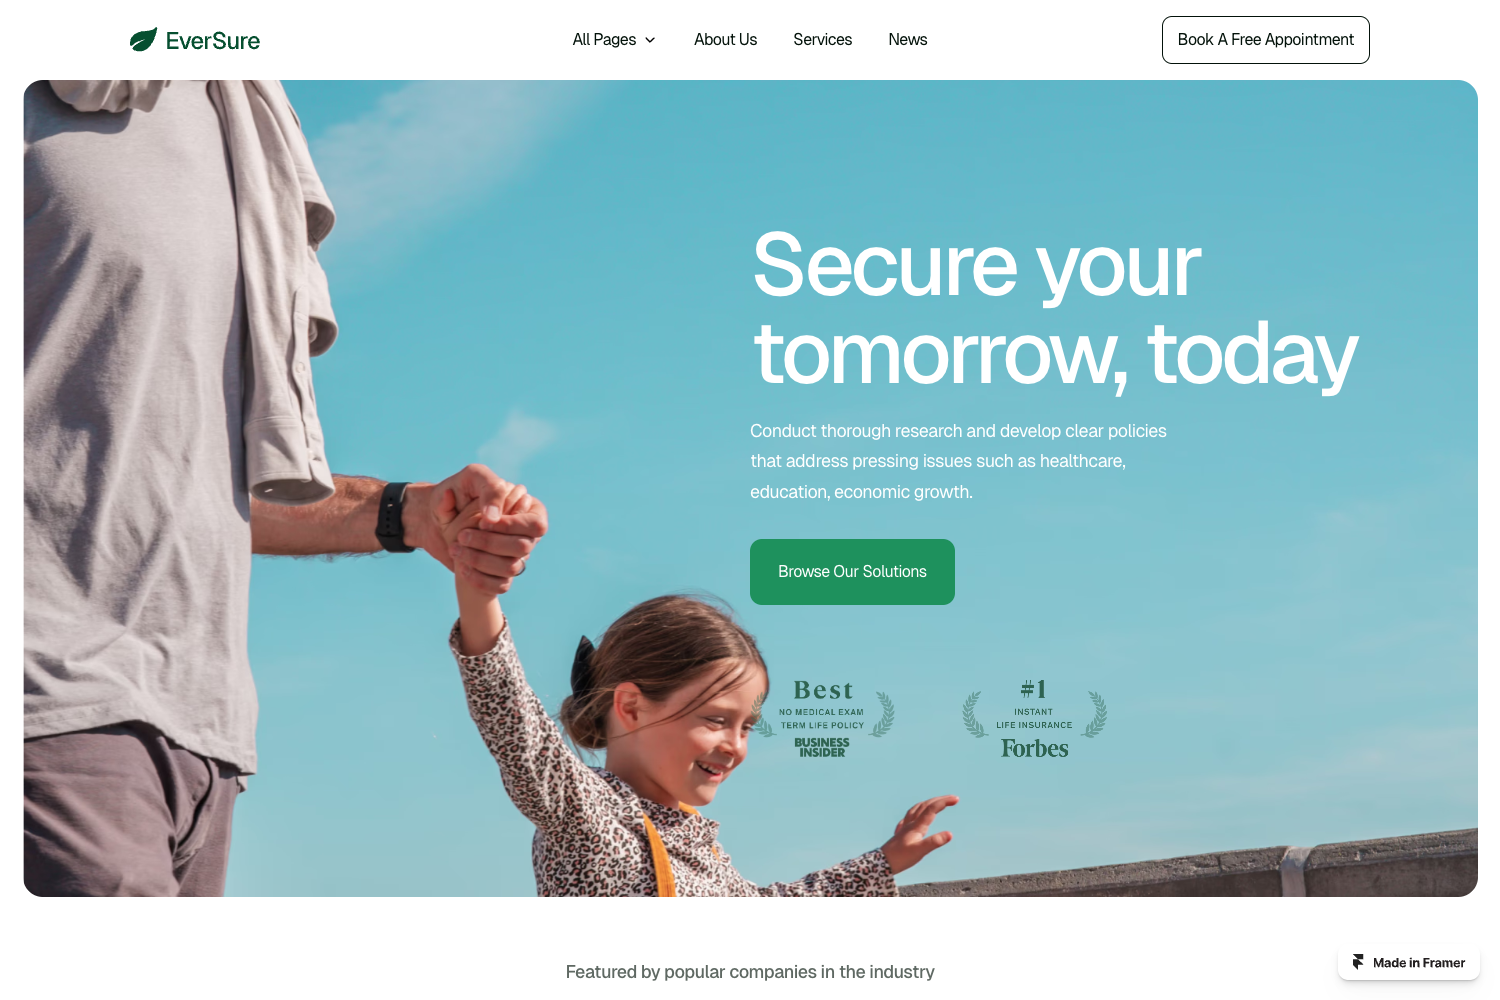 EverSure
All Pages
About Us
Services
News
Book A Free Appointment
Secure your
tomorrow, today
Conduct thorough research and develop clear policies
that address pressing issues such as healthcare,
education, economic growth.
Browse Our Solutions
Best
NO MEDICAL EXAM
TERM LIFE POLICY
BUSINESS
INSIDER
#1
INSTANT
LIFE INSURANCE
Forbes
Featured by popular companies in the industry
Made in Framer